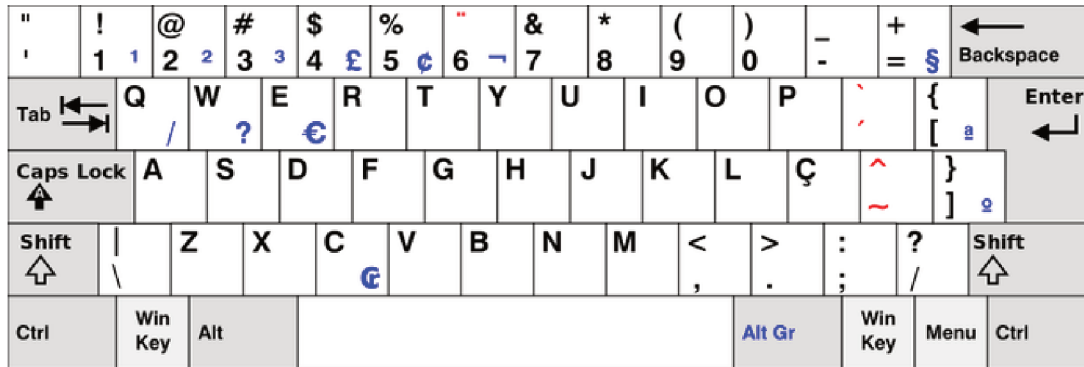 " ! @ # $ % ¨ & * ( ) _ +
' 1 ¹ 2 ² 3 ³ 4 £ 5 ¢ 6 ¬ 7 8 9 0 - = § Backspace
Tab Q W E R T Y U I O P ` { Enter
/ ? € ´ [ ª
Caps Lock A S D F G H J K L Ç ^ }
A ~ ] º
Shift | Z X C V B N M < > : ? Shift
\ ₢ , . ; /
Ctrl Win Key Alt Alt Gr Win Key Menu Ctrl